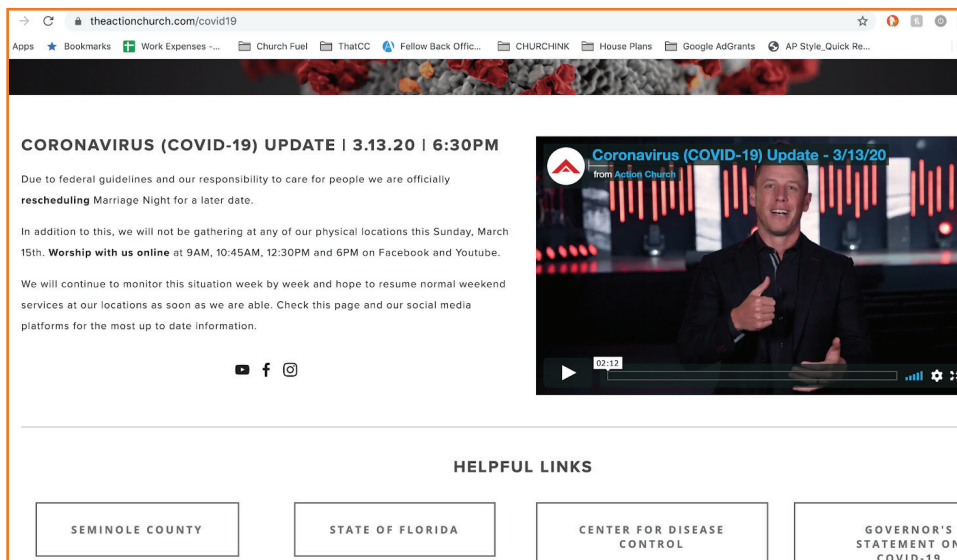 theactionchurch.com/covid19
Apps Bookmarks Work Expenses -... Church Fuel ThatCC Fellow Back Offic... CHURCHINK House Plans Google AdGrants AP Style_Quick Re...
CORONAVIRUS (COVID-19) UPDATE | 3.13.20 | 6:30PM
Due to federal guidelines and our responsibility to care for people we are officially
rescheduling Marriage Night for a later date.
In addition to this, we will not be gathering at any of our physical locations this Sunday, March
15th. Worship with us online at 9AM, 10:45AM, 12:30PM and 6PM on Facebook and Youtube.
We will continue to monitor this situation week by week and hope to resume normal weekend
services at our locations as soon as we are able. Check this page and our social media
platforms for the most up to date information.
Coronavirus (COVID-19) Update - 3/13/20
from Action Church
02:12
HELPFUL LINKS
SEMINOLE COUNTY
STATE OF FLORIDA
CENTER FOR DISEASE
CONTROL
GOVERNOR'S
STATEMENT ON
COVID-19